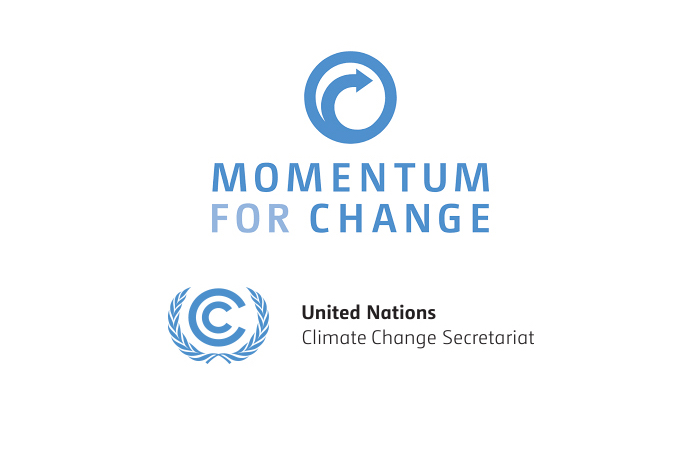 MOMENTUM
FOR CHANGE
United Nations
Climate Change Secretariat